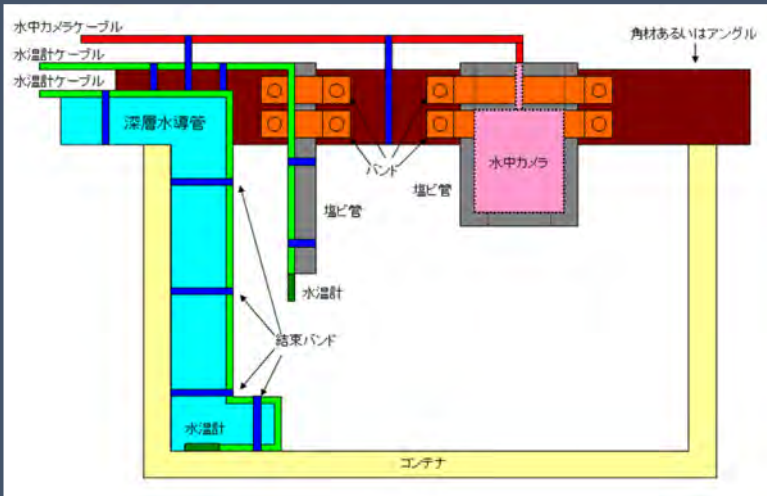 水中カメラケーブル
水温計ケーブル
水温計ケーブル
角材あるいはアングル
深層水導管
バンド
水中カメラ
塩ビ管
塩ビ管
水温計
結束バンド
水温計
コンテナ